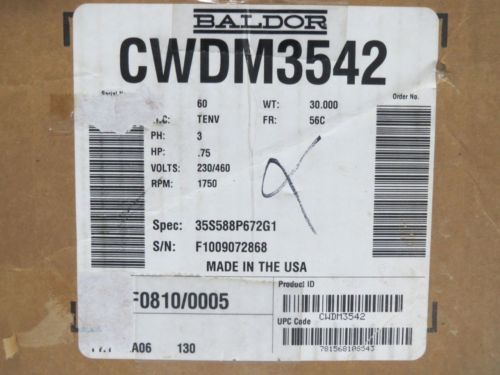 BALDOR
CWDM3542
Order No.
60 WT: 30.000
TENV FR: 56C
PH: 3
HP: .75
VOLTS: 230/460
RPM: 1750
Spec: 35S588P672G1
S/N: F1009072868
MADE IN THE USA
F0810/0005
Product ID
CWDM3542
UPC Code
A06 130